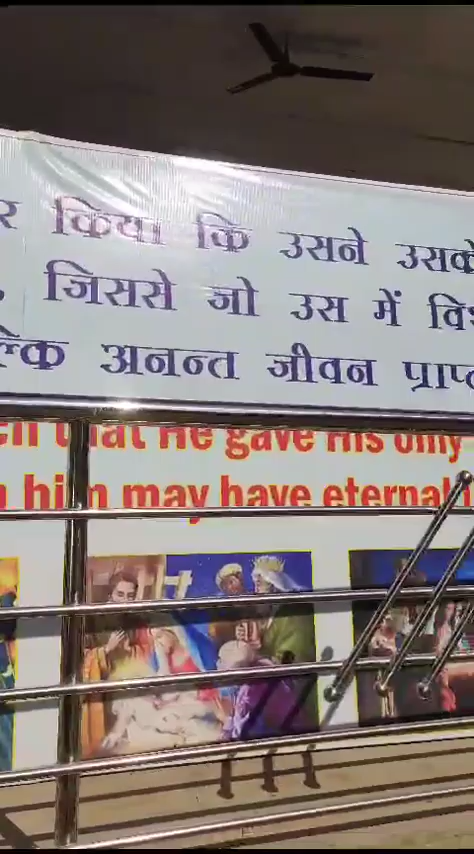 किया कि उसने
जिससे जो उस में
अनन्त जीवन
that He gave His only
him may have eternal